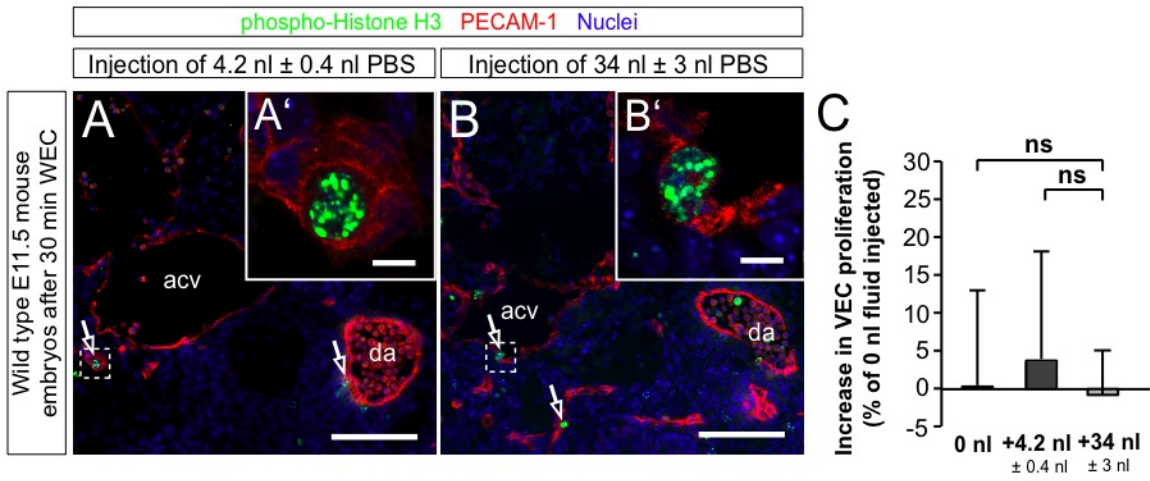 phospho-Histone H3 PECAM-1 Nuclei
Injection of 4.2 nl ± 0.4 nl PBS
Injection of 34 nl ± 3 nl PBS
Wild type E11.5 mouse
embryos after 30 min WEC
A
A‘
acv
da
B
B‘
acv
da
C
Increase in VEC proliferation
(% of 0 nl fluid injected)
ns
ns
30
25
20
15
10
5
0
-5
0 nl +4.2 nl +34 nl
± 0.4 nl ± 3 nl